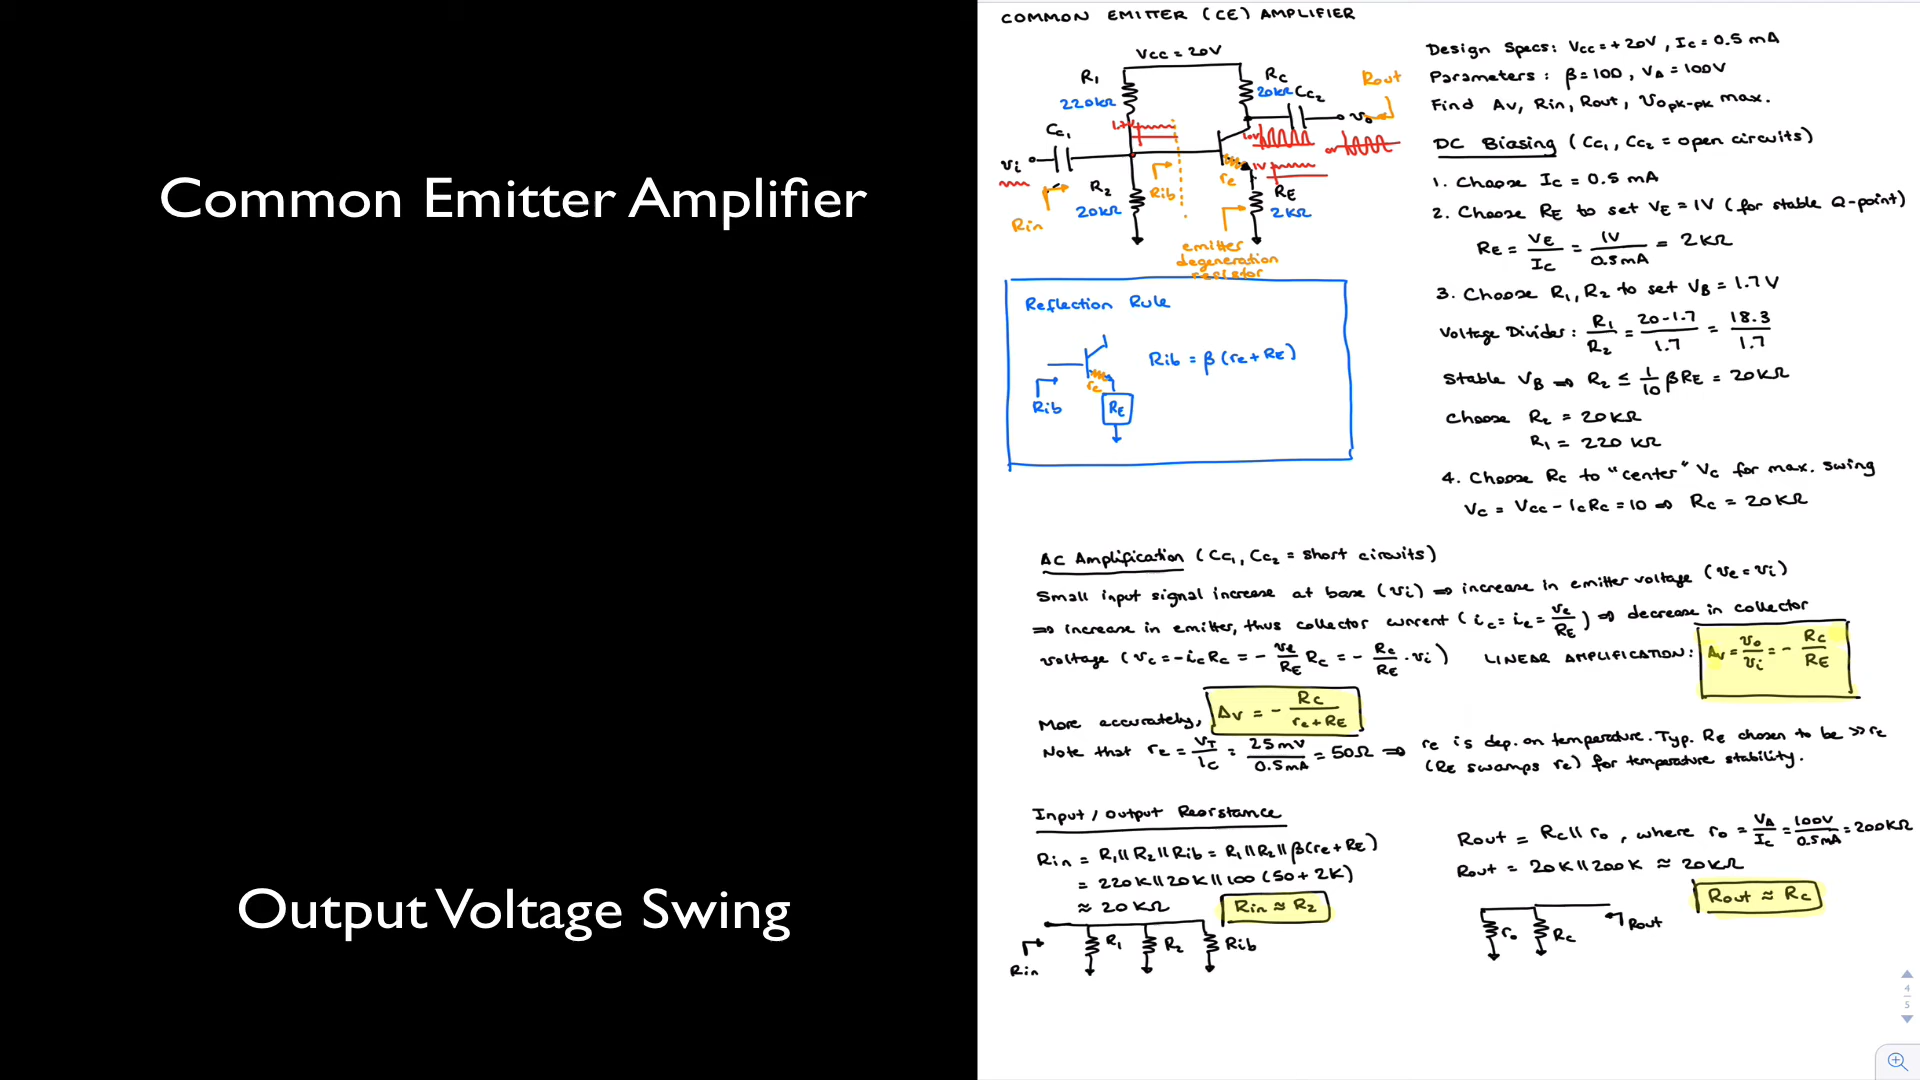 Common Emitter Amplifier
Output Voltage Swing
COMMON EMITTER (CE) AMPLIFIER
Vcc = 20V
R1
220kΩ
Rc
20kΩ
Cc2
Rout
vo
Cc1
vi
Rin
R2
20kΩ
Rib
re
10V
0V
1V
RE
2kΩ
emitter
degeneration
resistor
Reflection Rule
Rib = β (re + RE)
re
Rib
RE
Design Specs: Vcc = +20V, Ic = 0.5 mA
Parameters: β = 100, VA = 100V
Find Av, Rin, Rout, vopk-pk max.
DC Biasing (Cc1, Cc2 = open circuits)
1. Choose Ic = 0.5 mA
2. Choose RE to set VE = 1V (for stable Q-point)
RE = VE/Ic = 1V/0.5mA = 2kΩ
3. Choose R1, R2 to set VB = 1.7V
Voltage Divider: R1/R2 = 20-1.7/1.7 = 18.3/1.7
Stable VB ⇒ R2 ≤ 1/10 βRE = 20kΩ
Choose R2 = 20kΩ
R1 = 220 kΩ
4. Choose Rc to "center" Vc for max. swing
Vc = Vcc - IcRc = 10 ⇒ Rc = 20kΩ
AC Amplification (Cc1, Cc2 = short circuits)
Small input signal increase at base (vi) ⇒ increase in emitter voltage (ve = vi)
⇒ increase in emitter, thus collector current (ic = ie = ve/RE) ⇒ decrease in collector
voltage (vc = -icRc = - ve/RE Rc = - Rc/RE · vi) LINEAR AMPLIFICATION: Av = vo/vi = - Rc/RE
More accurately, Av = - Rc/re + RE
Note that re = VT/Ic = 25mV/0.5mA = 50Ω ⇒ re is dep. on temperature. Typ. RE chosen to be >> re
(RE swamps re) for temperature stability.
Input / Output Resistance
Rin = R1 || R2 || Rib = R1 || R2 || β(re + RE)
= 220K || 20K || 100 (50 + 2K)
≈ 20 KΩ Rin ≈ R2
Rin
R1
R2
Rib
Rout = Rc || ro, where ro = VA/Ic = 100V/0.5mA = 200KΩ
Rout = 20K || 200K ≈ 20KΩ
Rout ≈ Rc
ro
Rc
Rout
4
5